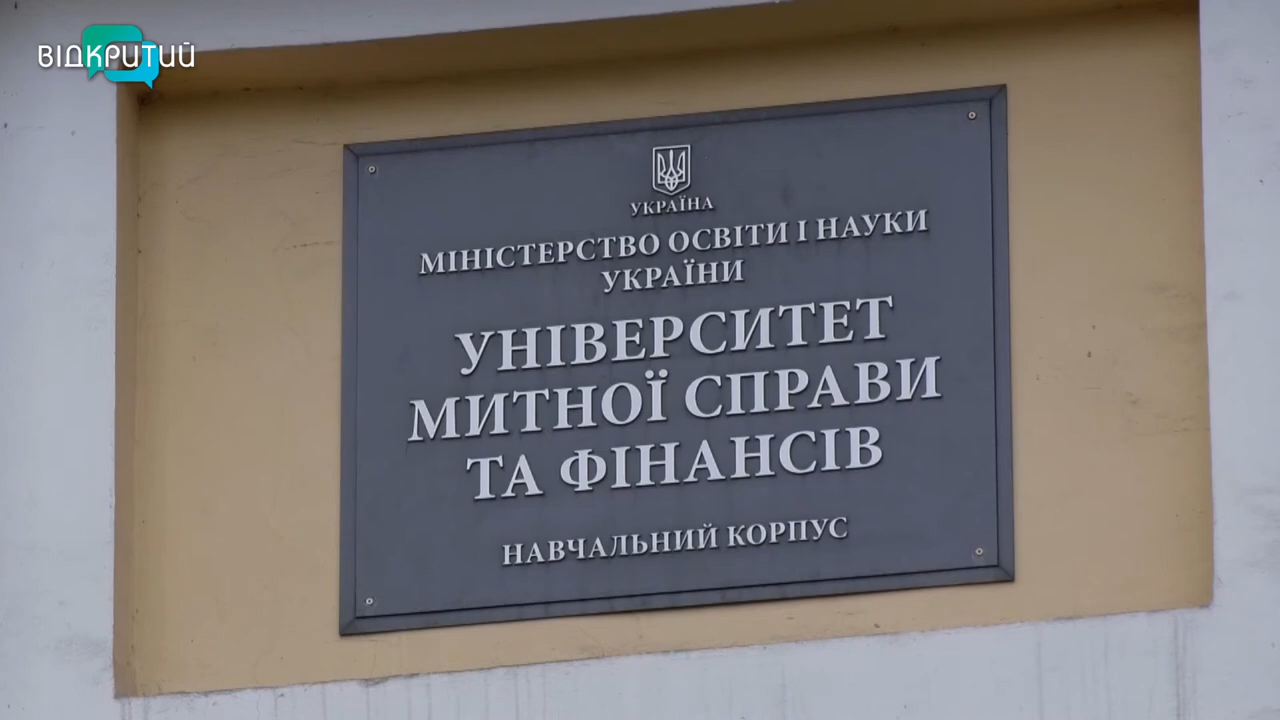 ВІДКРИТИЙ
УКРАЇНА
МІНІСТЕРСТВО ОСВІТИ І НАУКИ
УКРАЇНИ
УНІВЕРСИТЕТ
МИТНОЇ СПРАВИ
ТА ФІНАНСІВ
НАВЧАЛЬНИЙ КОРПУС